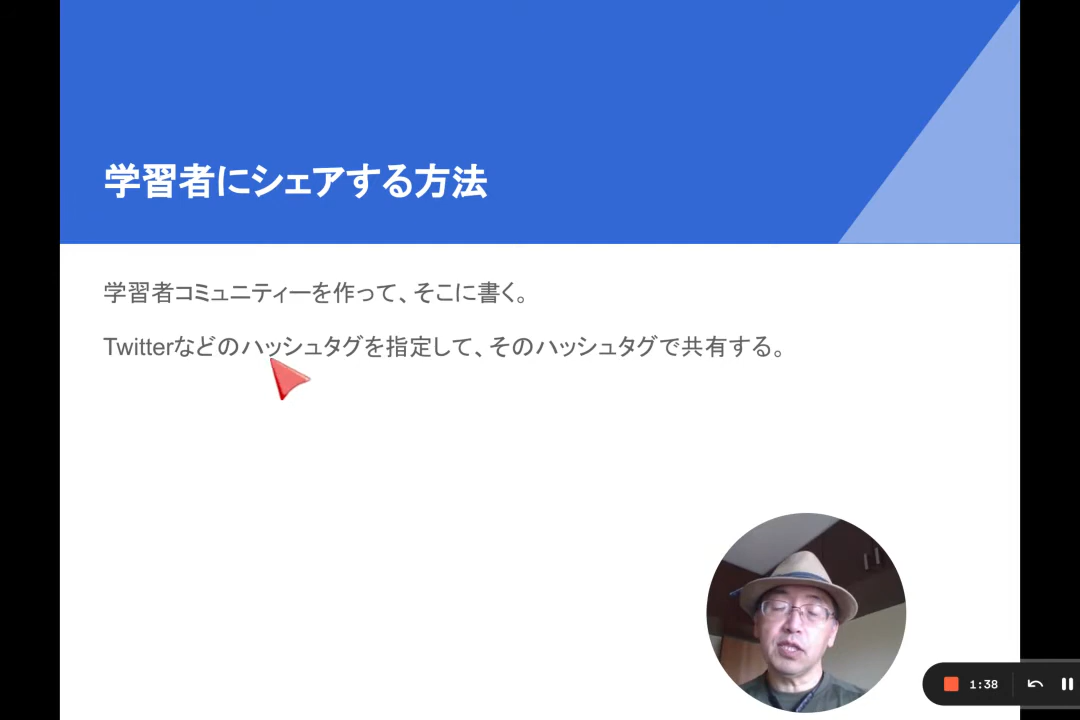 学習者にシェアする方法
学習者コミュニティーを作って、そこに書く。
Twitterなどのハッシュタグを指定して、そのハッシュタグで共有する。
1:38